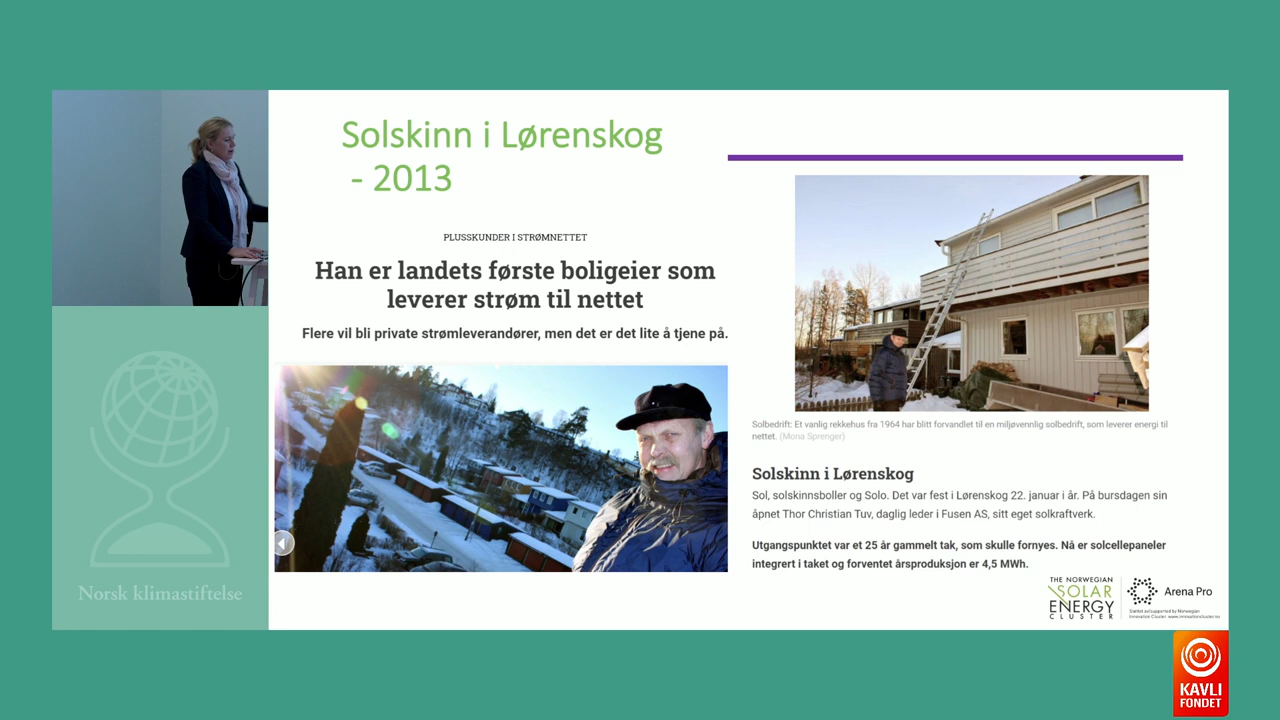 Solskinn i Lørenskog
- 2013
PLUSSKUNDER I STRØMNETTET
Han er landets første boligeier som
leverer strøm til nettet
Flere vil bli private strømleverandører, men det er det lite å tjene på.
Solbedrift: Et vanlig rekkehus fra 1964 har blitt forvandlet til en miljøvennlig solbedrift, som leverer energi til
nettet. (Mona Sprenger)
Solskinn i Lørenskog
Sol, solskinnsboller og Solo. Det var fest i Lørenskog 22. januar i år. På bursdagen sin
åpnet Thor Christian Tuv, daglig leder i Fusen AS, sitt eget solkraftverk.
Utgangspunktet var et 25 år gammelt tak, som skulle fornyes. Nå er solcellepaneler
integrert i taket og forventet årsproduksjon er 4,5 MWh.
THE NORWEGIAN
SOLAR
ENERGY
CLUSTER
Arena Pro
Innovation Cluster. www.innovationcluster.no
Norsk klimastiftelse
KAVLI
FONDET